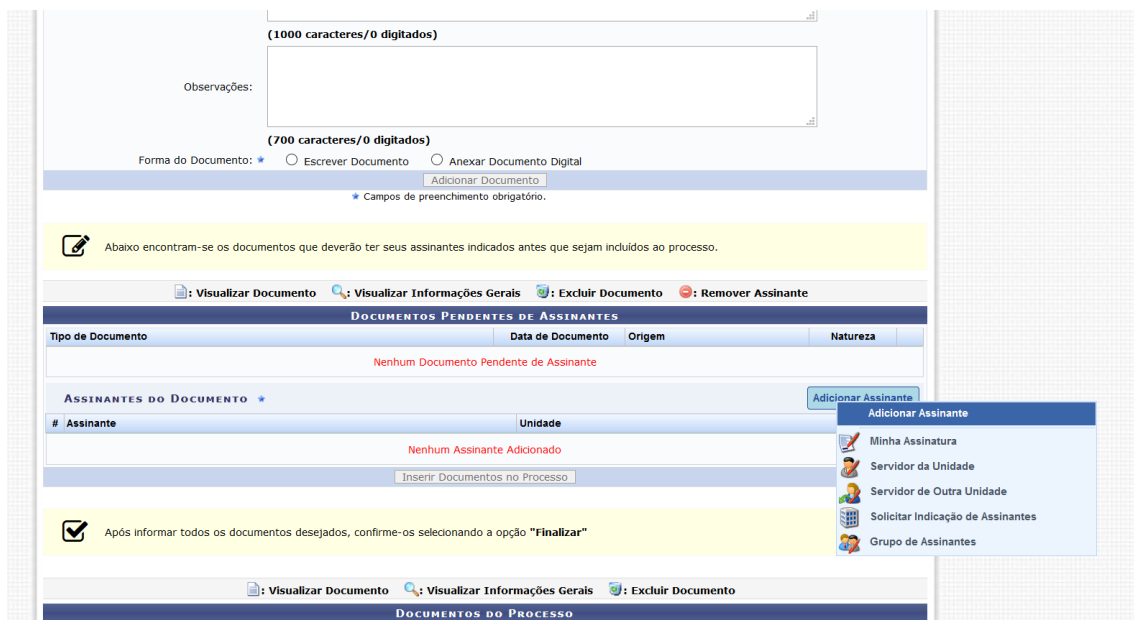 (1000 caracteres/0 digitados)
Observações:
(700 caracteres/0 digitados)
Forma do Documento: Escrever Documento Anexar Documento Digital
Adicionar Documento
Campos de preenchimento obrigatório.
Abaixo encontram-se os documentos que deverão ter seus assinantes indicados antes que sejam incluídos ao processo.
: Visualizar Documento : Visualizar Informações Gerais : Excluir Documento : Remover Assinante
Documentos Pendentes de Assinantes
Tipo de Documento Data de Documento Origem Natureza
Nenhum Documento Pendente de Assinante
Assinantes do Documento Adicionar Assinante
Adicionar Assinante
# Assinante Unidade
Minha Assinatura
Nenhum Assinante Adicionado
Servidor da Unidade
Inserir Documentos no Processo
Servidor de Outra Unidade
Solicitar Indicação de Assinantes
Após informar todos os documentos desejados, confirme-os selecionando a opção "Finalizar"
Grupo de Assinantes
: Visualizar Documento : Visualizar Informações Gerais : Excluir Documento
Documentos do Processo